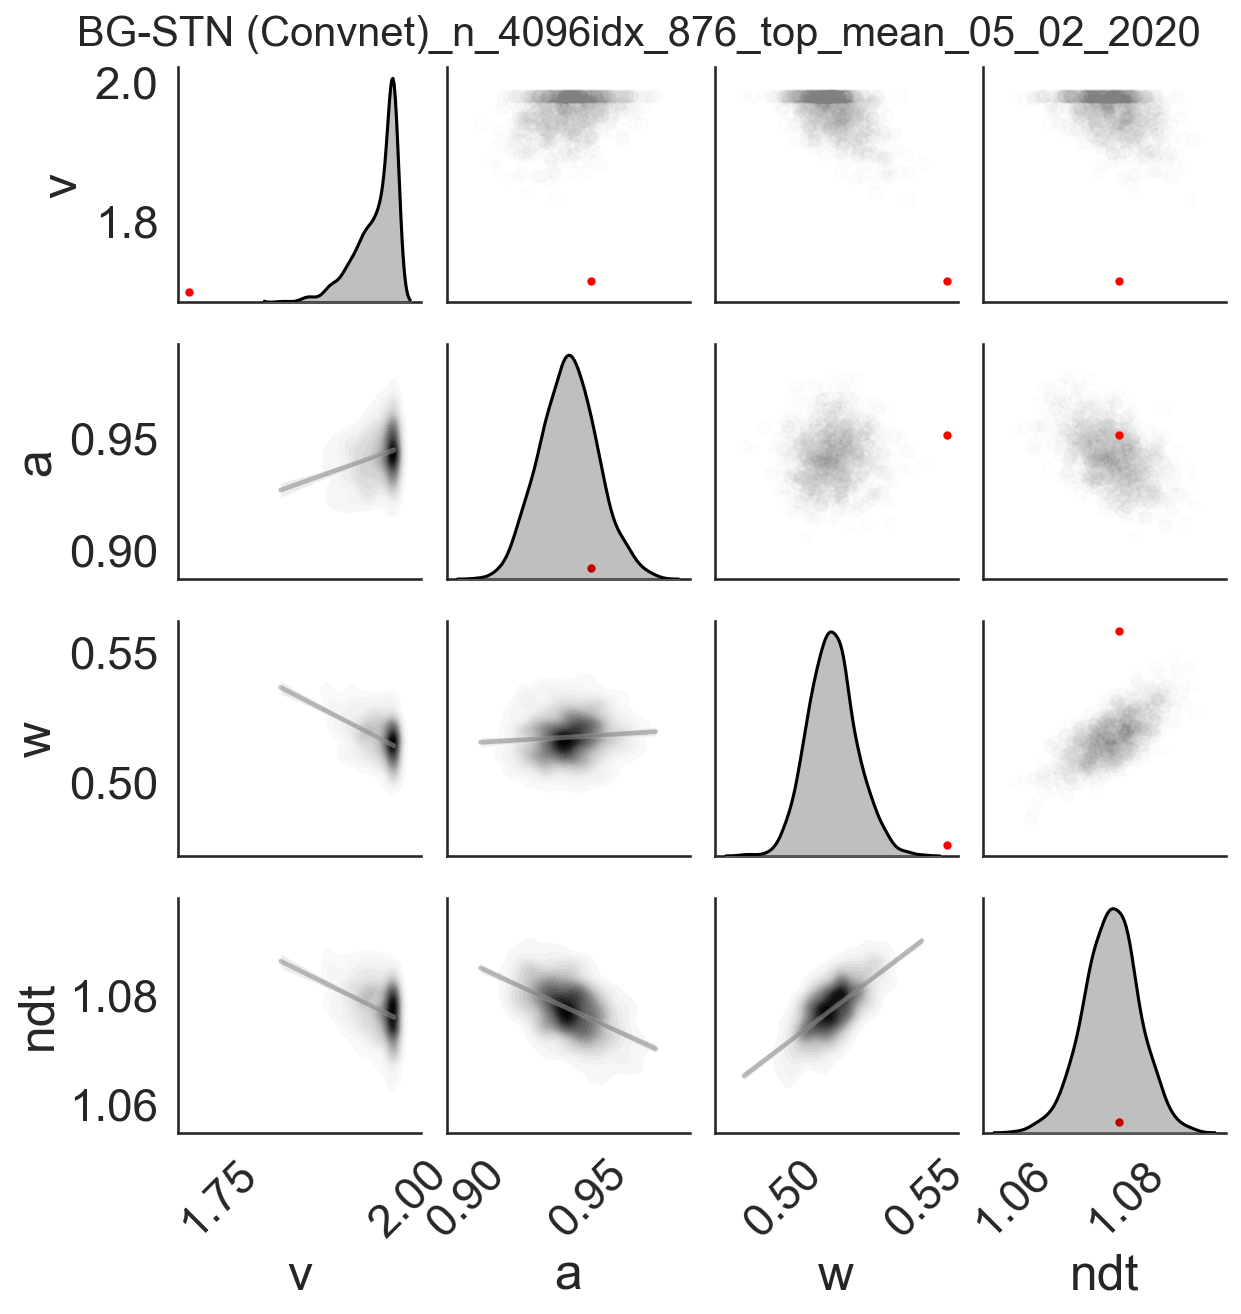 BG-STN (Convnet)_n_4096idx_876_top_mean_05_02_2020
2.0
1.8
v
0.95
0.90
a
0.55
0.50
w
1.08
1.06
ndt
1.75 2.00 0.90 0.95 0.50 0.55 1.06 1.08
v a w ndt